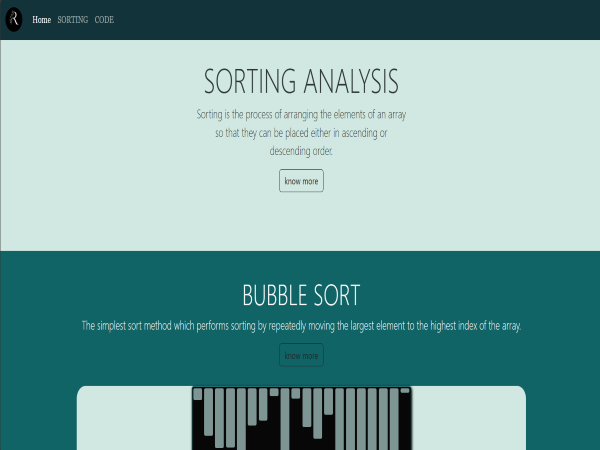 R
Home SORTING CODE
SORTING ANALYSIS
Sorting is the process of arranging the elements of an array
so that they can be placed either in ascending or
descending order.
know more
BUBBLE SORT
The simplest sort method which performs sorting by repeatedly moving the largest element to the highest index of the array.
know more